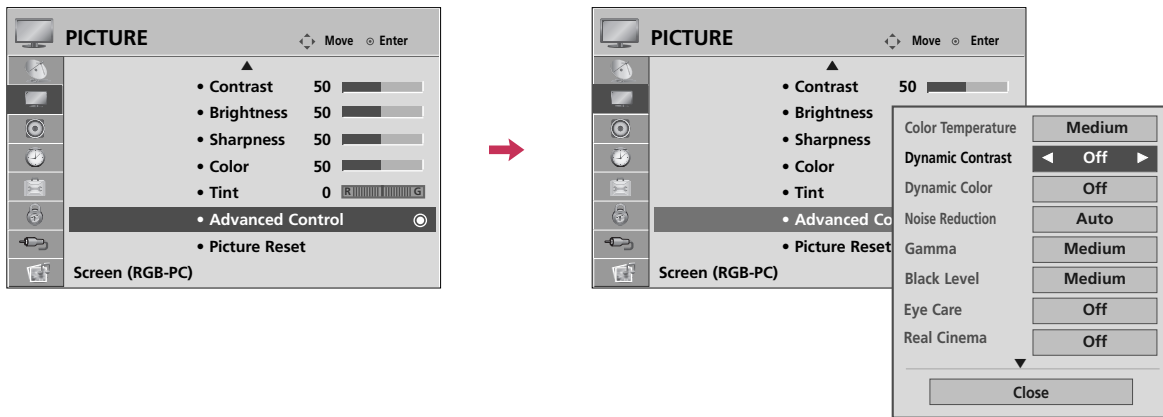 PICTURE Move Enter
• Contrast 50
• Brightness 50
• Sharpness 50
• Color 50
• Tint 0 R G
• Advanced Control
• Picture Reset
Screen (RGB-PC)
PICTURE Move Enter
• Contrast 50
• Brightness
• Sharpness
• Color
• Tint
• Advanced Co
• Picture Reset
Screen (RGB-PC)
Color Temperature Medium
Dynamic Contrast ◀ Off ▶
Dynamic Color Off
Noise Reduction Auto
Gamma Medium
Black Level Medium
Eye Care Off
Real Cinema Off
Close